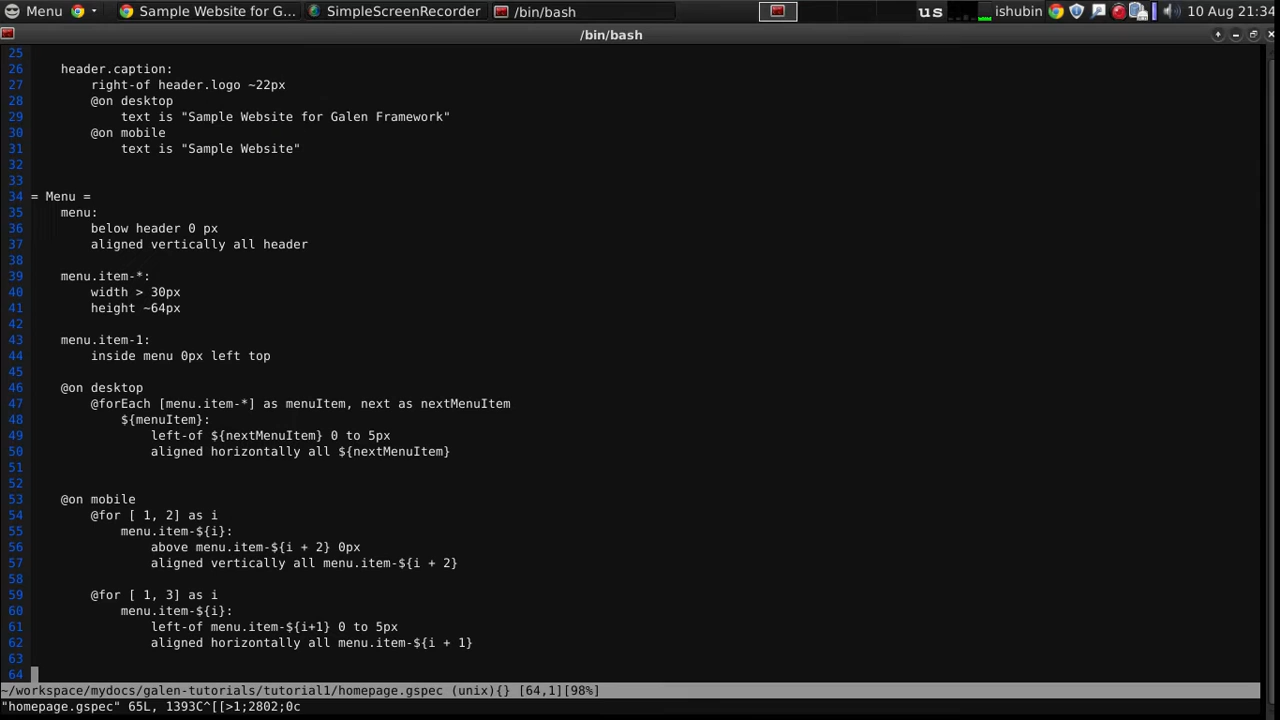 Menu Sample Website for G... SimpleScreenRecorder /bin/bash us ishubin 10 Aug 21:34
/bin/bash
25
26 header.caption:
27 right-of header.logo ~22px
28 @on desktop
29 text is "Sample Website for Galen Framework"
30 @on mobile
31 text is "Sample Website"
32
33
34 = Menu =
35 menu:
36 below header 0 px
37 aligned vertically all header
38
39 menu.item-*:
40 width > 30px
41 height ~64px
42
43 menu.item-1:
44 inside menu 0px left top
45
46 @on desktop
47 @forEach [menu.item-*] as menuItem, next as nextMenuItem
48 ${menuItem}:
49 left-of ${nextMenuItem} 0 to 5px
50 aligned horizontally all ${nextMenuItem}
51
52
53 @on mobile
54 @for [ 1, 2] as i
55 menu.item-${i}:
56 above menu.item-${i + 2} 0px
57 aligned vertically all menu.item-${i + 2}
58
59 @for [ 1, 3] as i
60 menu.item-${i}:
61 left-of menu.item-${i+1} 0 to 5px
62 aligned horizontally all menu.item-${i + 1}
63
64
~/workspace/mydocs/galen-tutorials/tutorial1/homepage.gspec (unix){} [64,1][98%]
"homepage.gspec" 65L, 1393C^[[>1;2802;0c